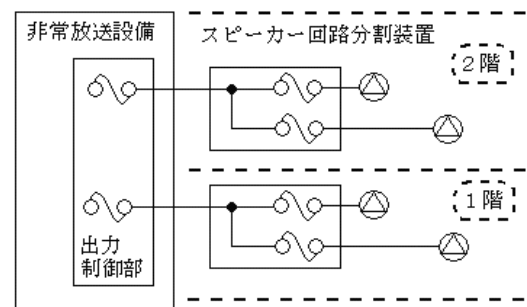 非常放送設備
スピーカー回路分割装置
2階
1階
出力
制御部